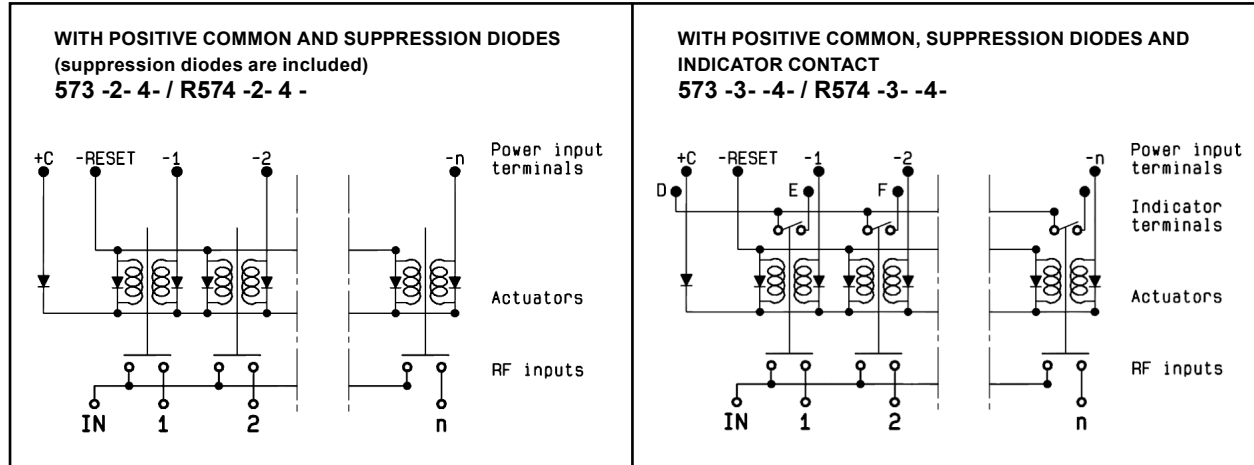 WITH POSITIVE COMMON AND SUPPRESSION DIODES
(suppression diodes are included)
573 -2- 4- / R574 -2- 4 -
+C -RESET -1 -2 -n Power input
terminals
Actuators
RF inputs
IN 1 2 n
WITH POSITIVE COMMON, SUPPRESSION DIODES AND
INDICATOR CONTACT
573 -3- -4- / R574 -3- -4-
+C -RESET -1 -2 -n Power input
terminals
D E F
Indicator
terminals
Actuators
RF inputs
IN 1 2 n